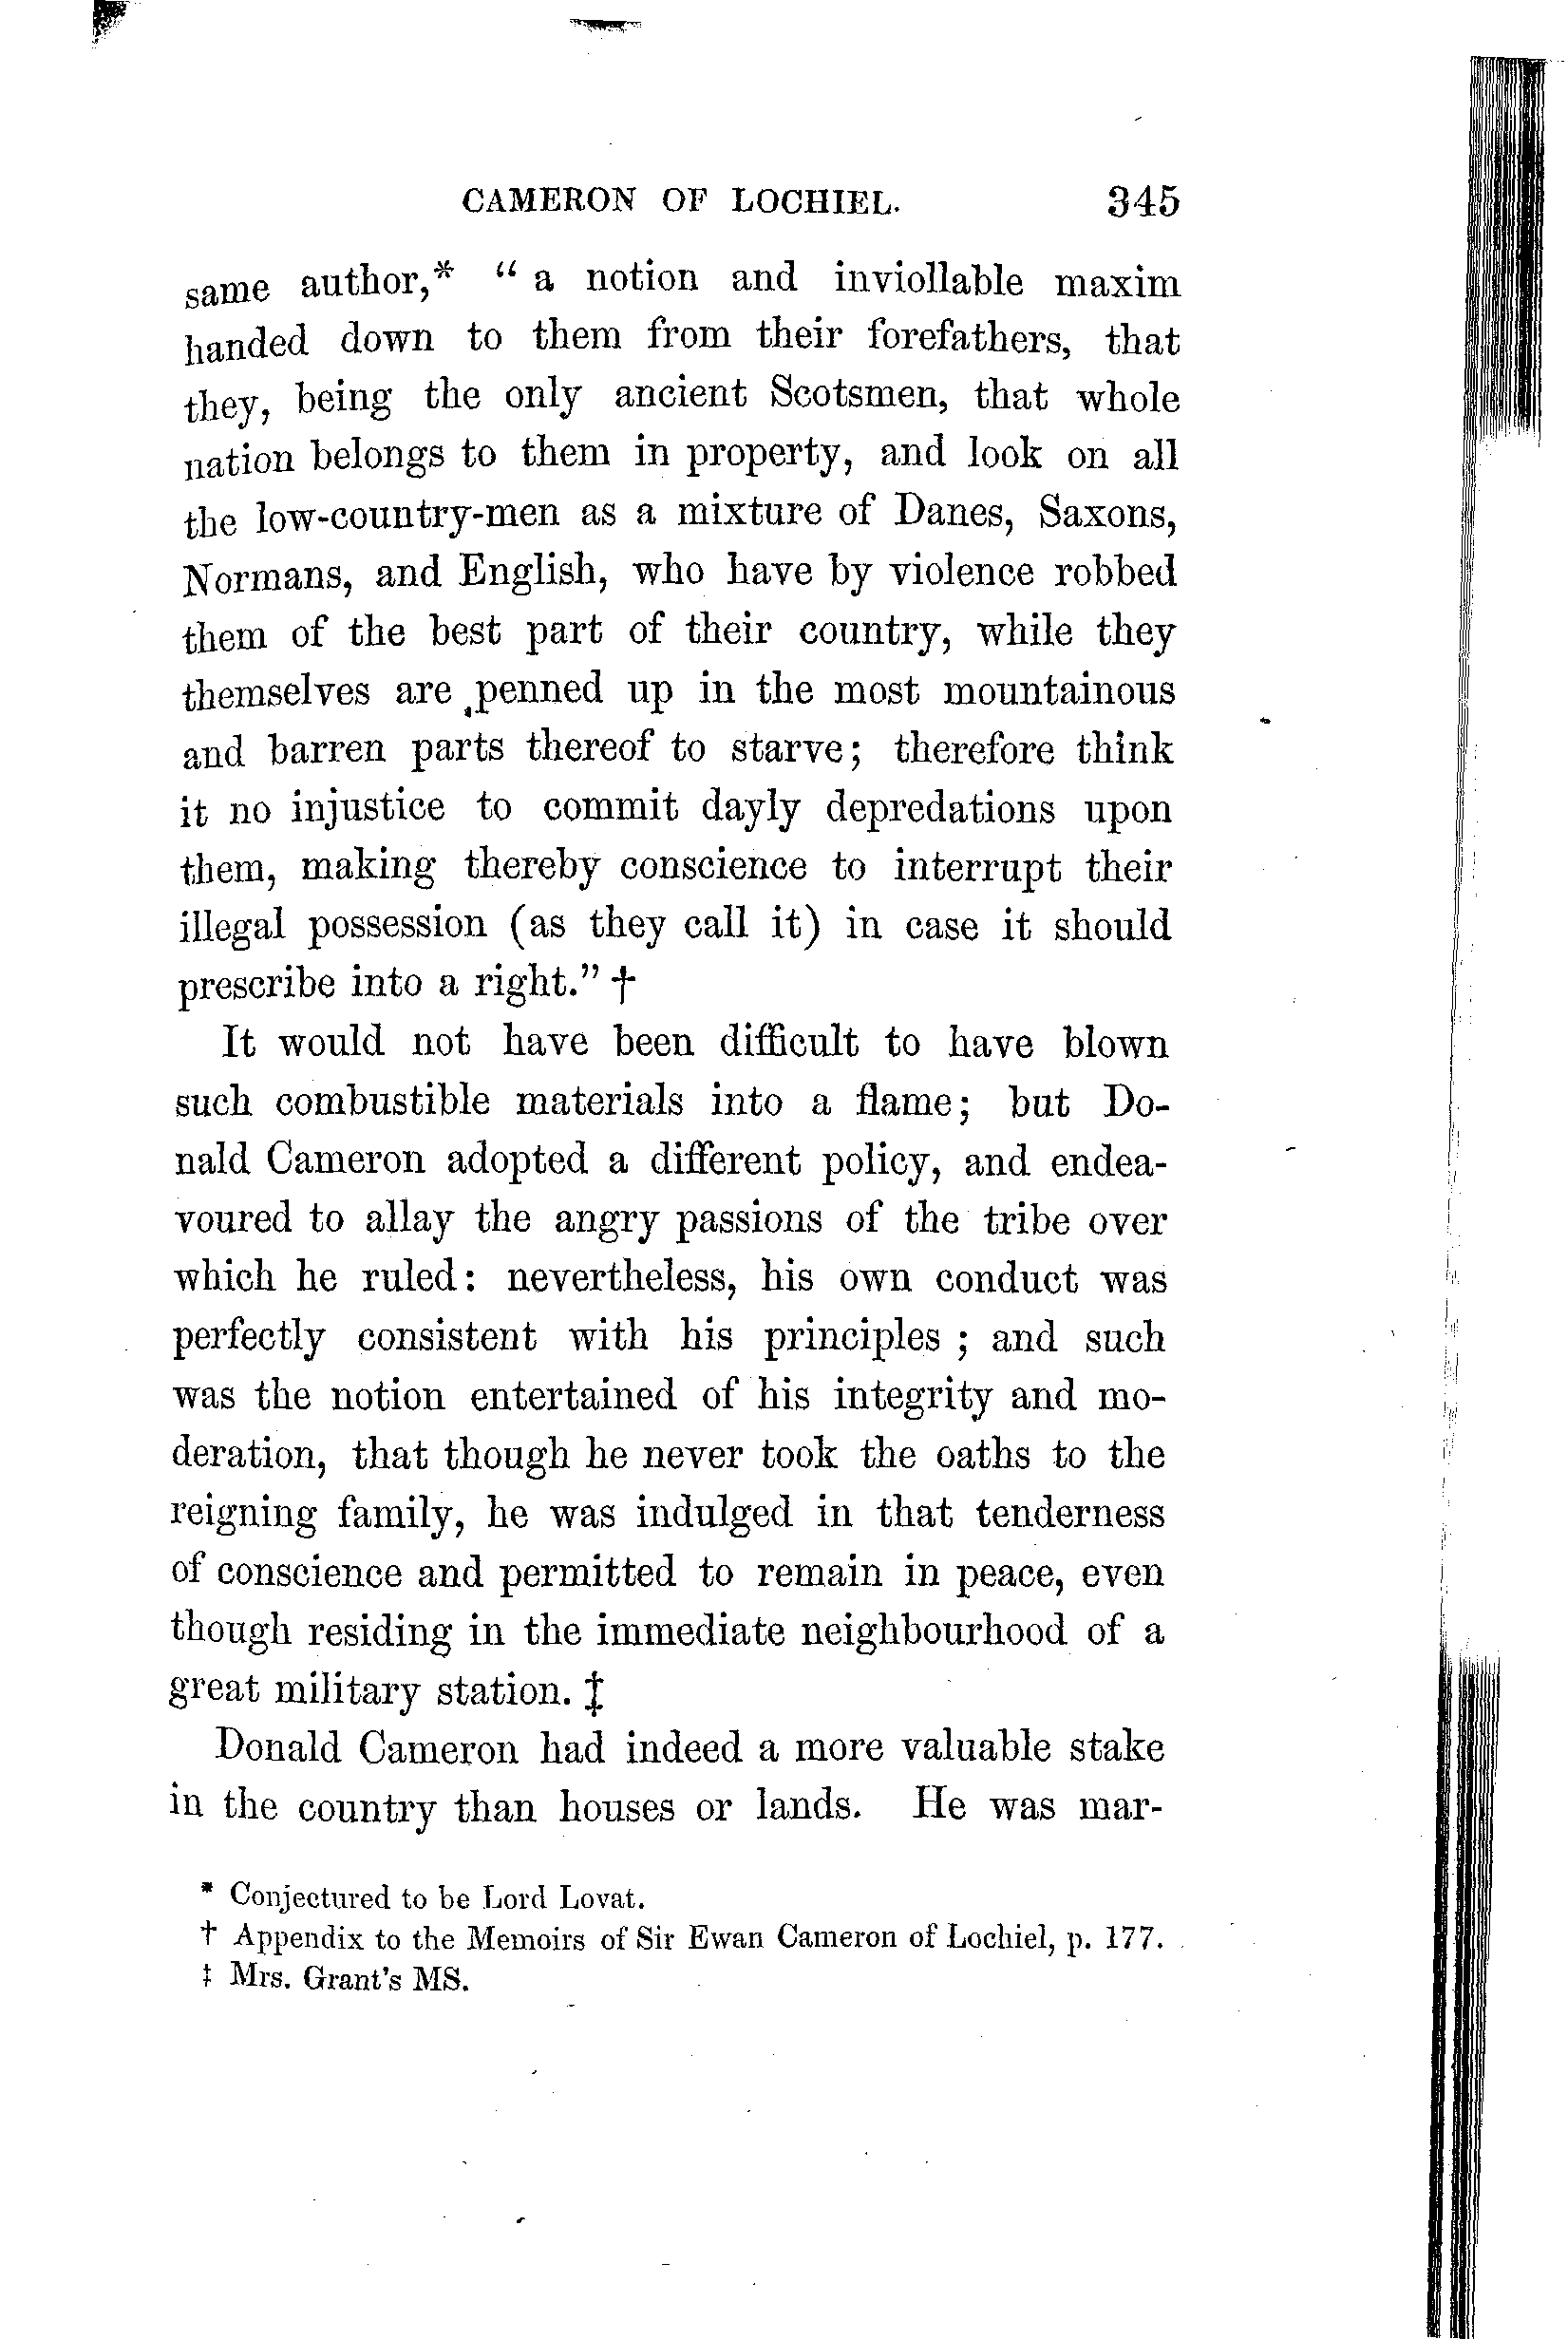 CAMERON OF LOCHIEL. 345
same author,* " a notion and inviollable maxim
handed down to them from their forefathers, that
they, being the only ancient Scotsmen, that whole
nation belongs to them in property, and look on all
the low-country-men as a mixture of Danes, Saxons,
Normans, and English, who have by violence robbed
them of the best part of their country, while they
themselves are penned up in the most mountainous
and barren parts thereof to starve; therefore think
it no injustice to commit dayly depredations upon
them, making thereby conscience to interrupt their
illegal possession (as they call it) in case it should
prescribe into a right." †
It would not have been difficult to have blown
such combustible materials into a flame; but Do-
nald Cameron adopted a different policy, and endea-
voured to allay the angry passions of the tribe over
which he ruled: nevertheless, his own conduct was
perfectly consistent with his principles ; and such
was the notion entertained of his integrity and mo-
deration, that though he never took the oaths to the
reigning family, he was indulged in that tenderness
of conscience and permitted to remain in peace, even
though residing in the immediate neighbourhood of a
great military station. ‡
Donald Cameron had indeed a more valuable stake
in the country than houses or lands. He was mar-
* Conjectured to be Lord Lovat.
† Appendix to the Memoirs of Sir Ewan Cameron of Lochiel, p. 177.
‡ Mrs. Grant's MS.